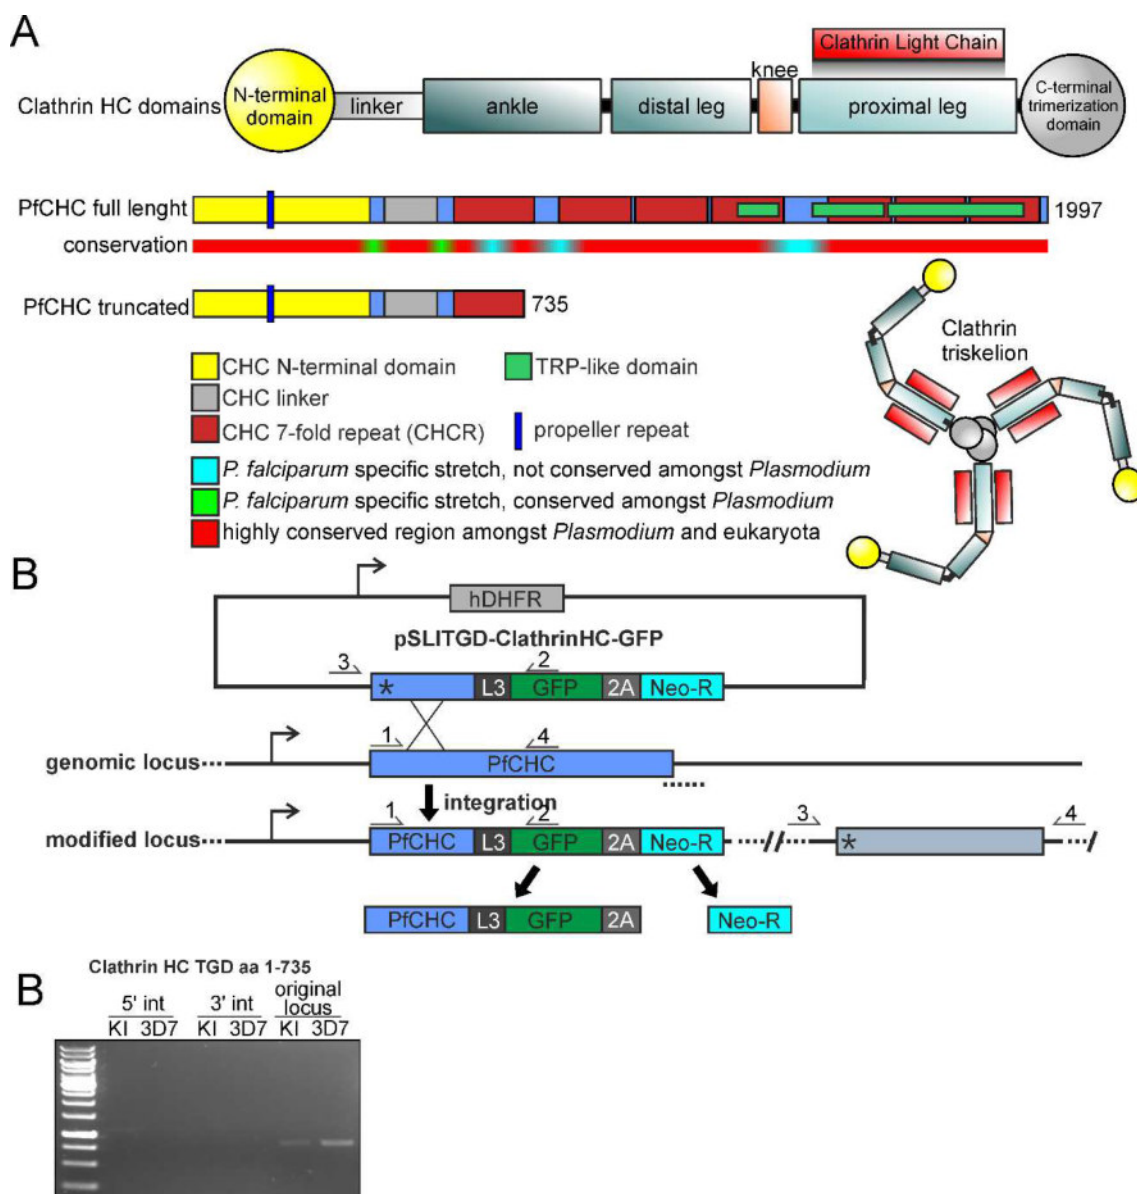 A
Clathrin Light Chain
knee
Clathrin HC domains
N-terminal domain
linker
ankle
distal leg
proximal leg
C-terminal trimerization domain
PfCHC full lenght
1997
conservation
PfCHC truncated
735
Clathrin
triskelion
CHC N-terminal domain
TRP-like domain
CHC linker
CHC 7-fold repeat (CHCR)
propeller repeat
P. falciparum specific stretch, not conserved amongst Plasmodium
P. falciparum specific stretch, conserved amongst Plasmodium
highly conserved region amongst Plasmodium and eukaryota
B
hDHFR
pSLITGD-ClathrinHC-GFP
3
2
* L3 GFP 2A Neo-R
1
4
genomic locus
PfCHC
integration
1
2
3
4
modified locus
PfCHC L3 GFP 2A Neo-R
*
PfCHC L3 GFP 2A
Neo-R
B
Clathrin HC TGD aa 1-735
5' int
3' int
original
locus
KI 3D7 KI 3D7 KI 3D7